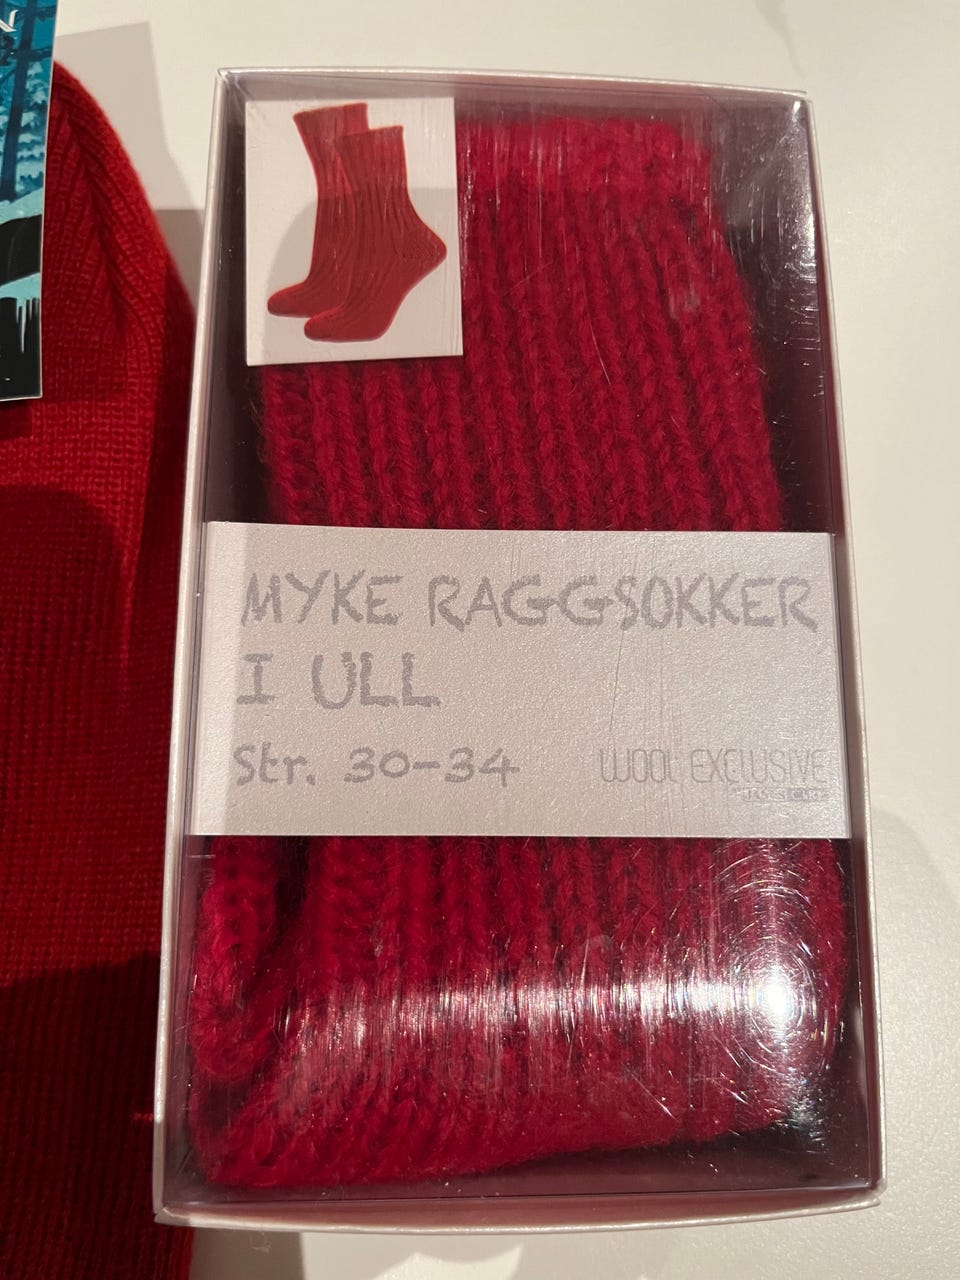 MYKE RAGGSOKKER
I ULL
Str. 30-34
WOOL EXCLUSIVE